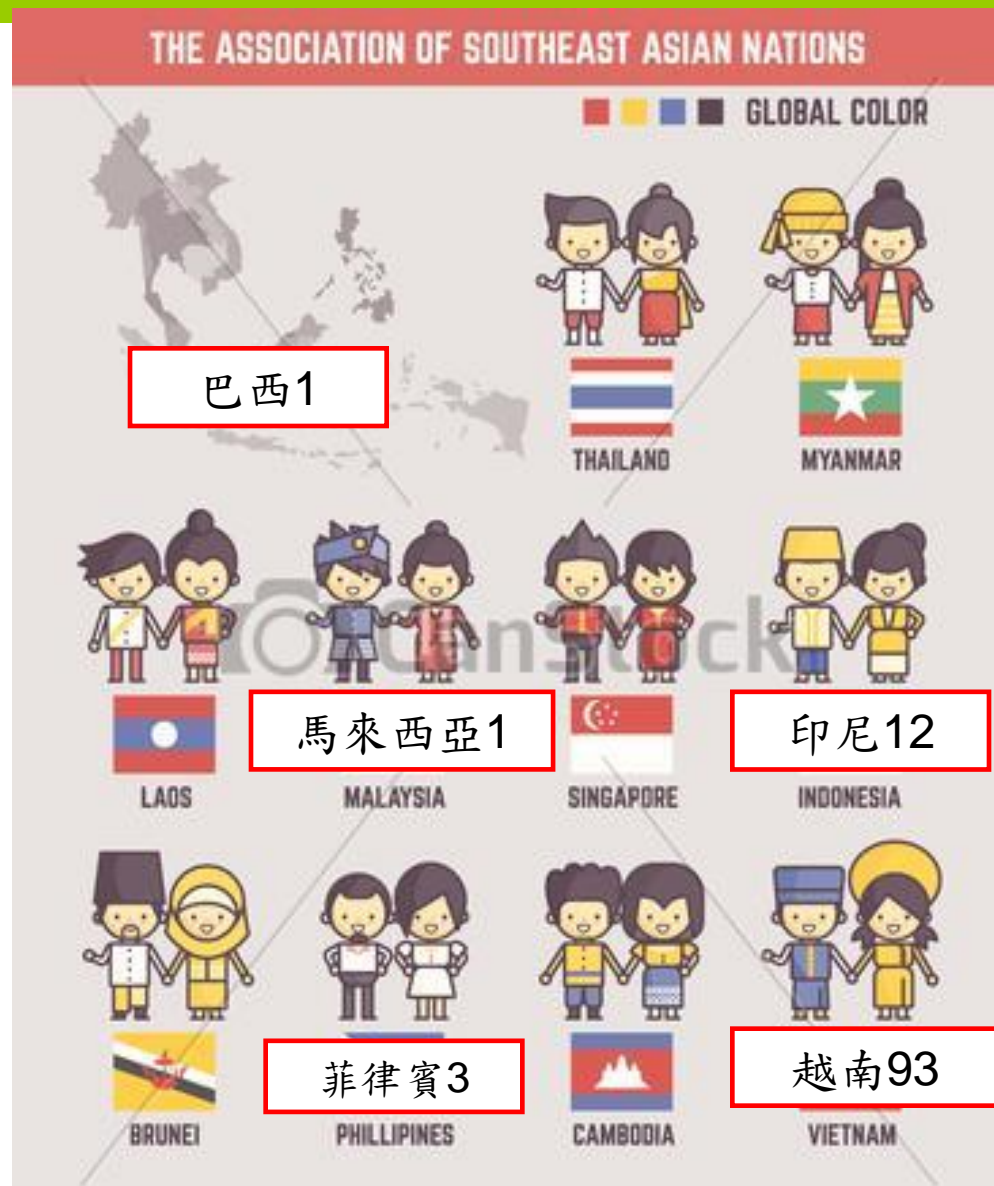 THE ASSOCIATION OF SOUTHEAST ASIAN NATIONS
GLOBAL COLOR
巴西1
THAILAND
MYANMAR
CanStock
馬來西亞1
印尼12
LAOS
MALAYSIA
SINGAPORE
INDONESIA
菲律賓3
越南93
BRUNEI
PHILLIPINES
CAMBODIA
VIETNAM